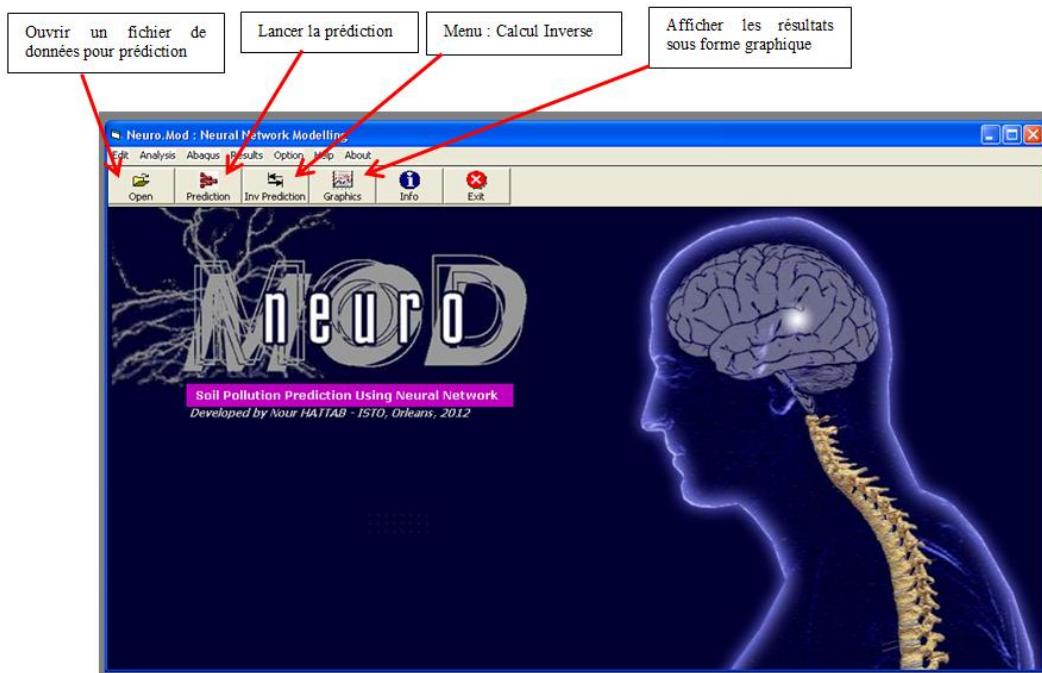 Ouvrir un fichier de
données pour prédiction
Lancer la prédiction
Menu : Calcul Inverse
Afficher les résultats
sous forme graphique
Neuro.Mod : Neural Network Modelling
Edit Analysis Abaqus Results Option Help About
Open Prediction Inv Prediction Graphics Info Exit
MOD
neuro
Soil Pollution Prediction Using Neural Network
Developed by Nour HATTAB - ISTO, Orleans, 2012